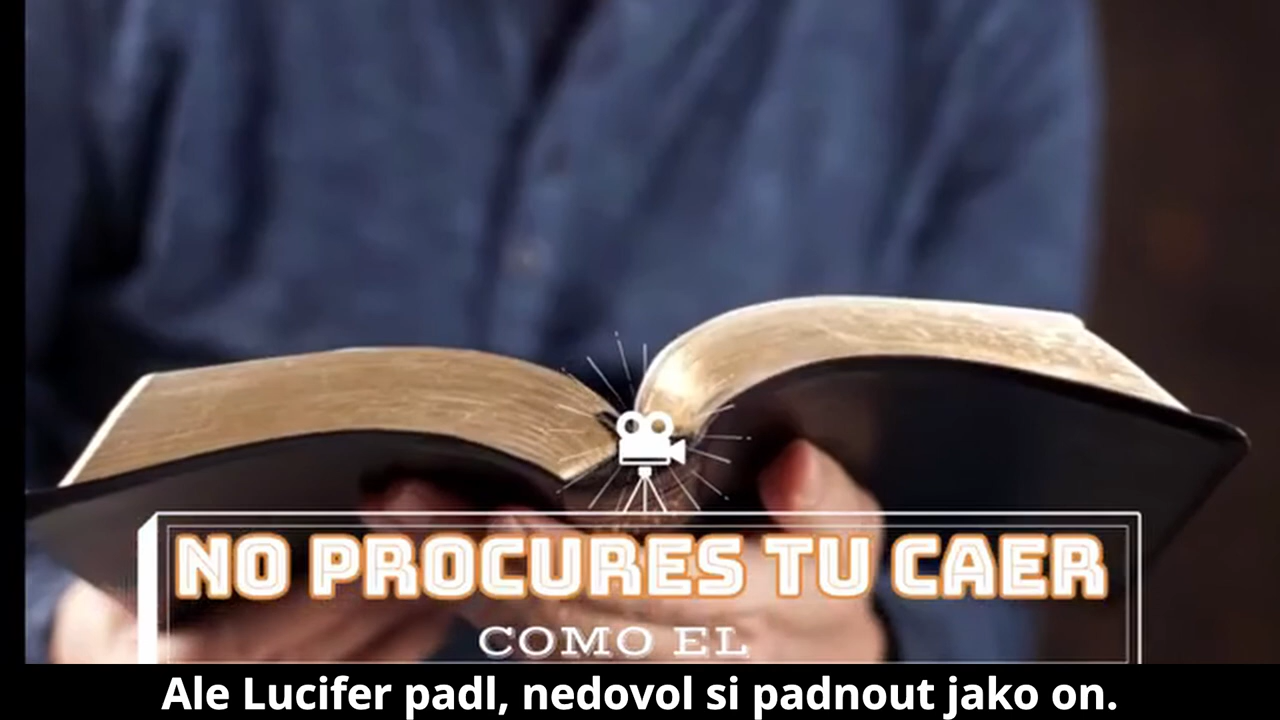 NO PROCURES TU CAER
COMO EL
Ale Lucifer padl, nedovol si padnout jako on.